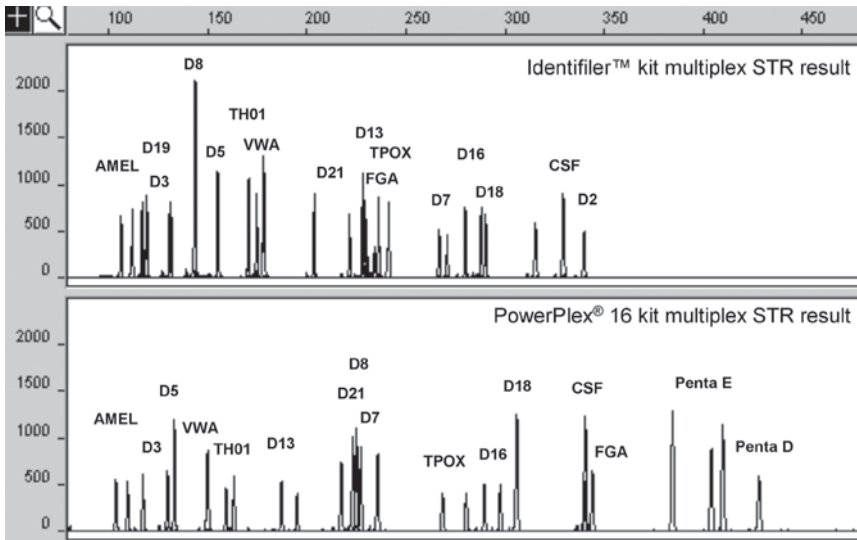 100 150 200 250 300 350 400 450
Identifiler™ kit multiplex STR result
2000
1500
1000
500
0
D8
TH01
D19
D13
AMEL
D5
VWA
TPOX
D16
CSF
D3
D21
FGA
D7
D18
D2
PowerPlex® 16 kit multiplex STR result
2000
1500
1000
500
0
D8
D5
D21
D18
CSF
Penta E
AMEL
VWA
D7
D3
TH01
D13
TPOX
D16
FGA
Penta D